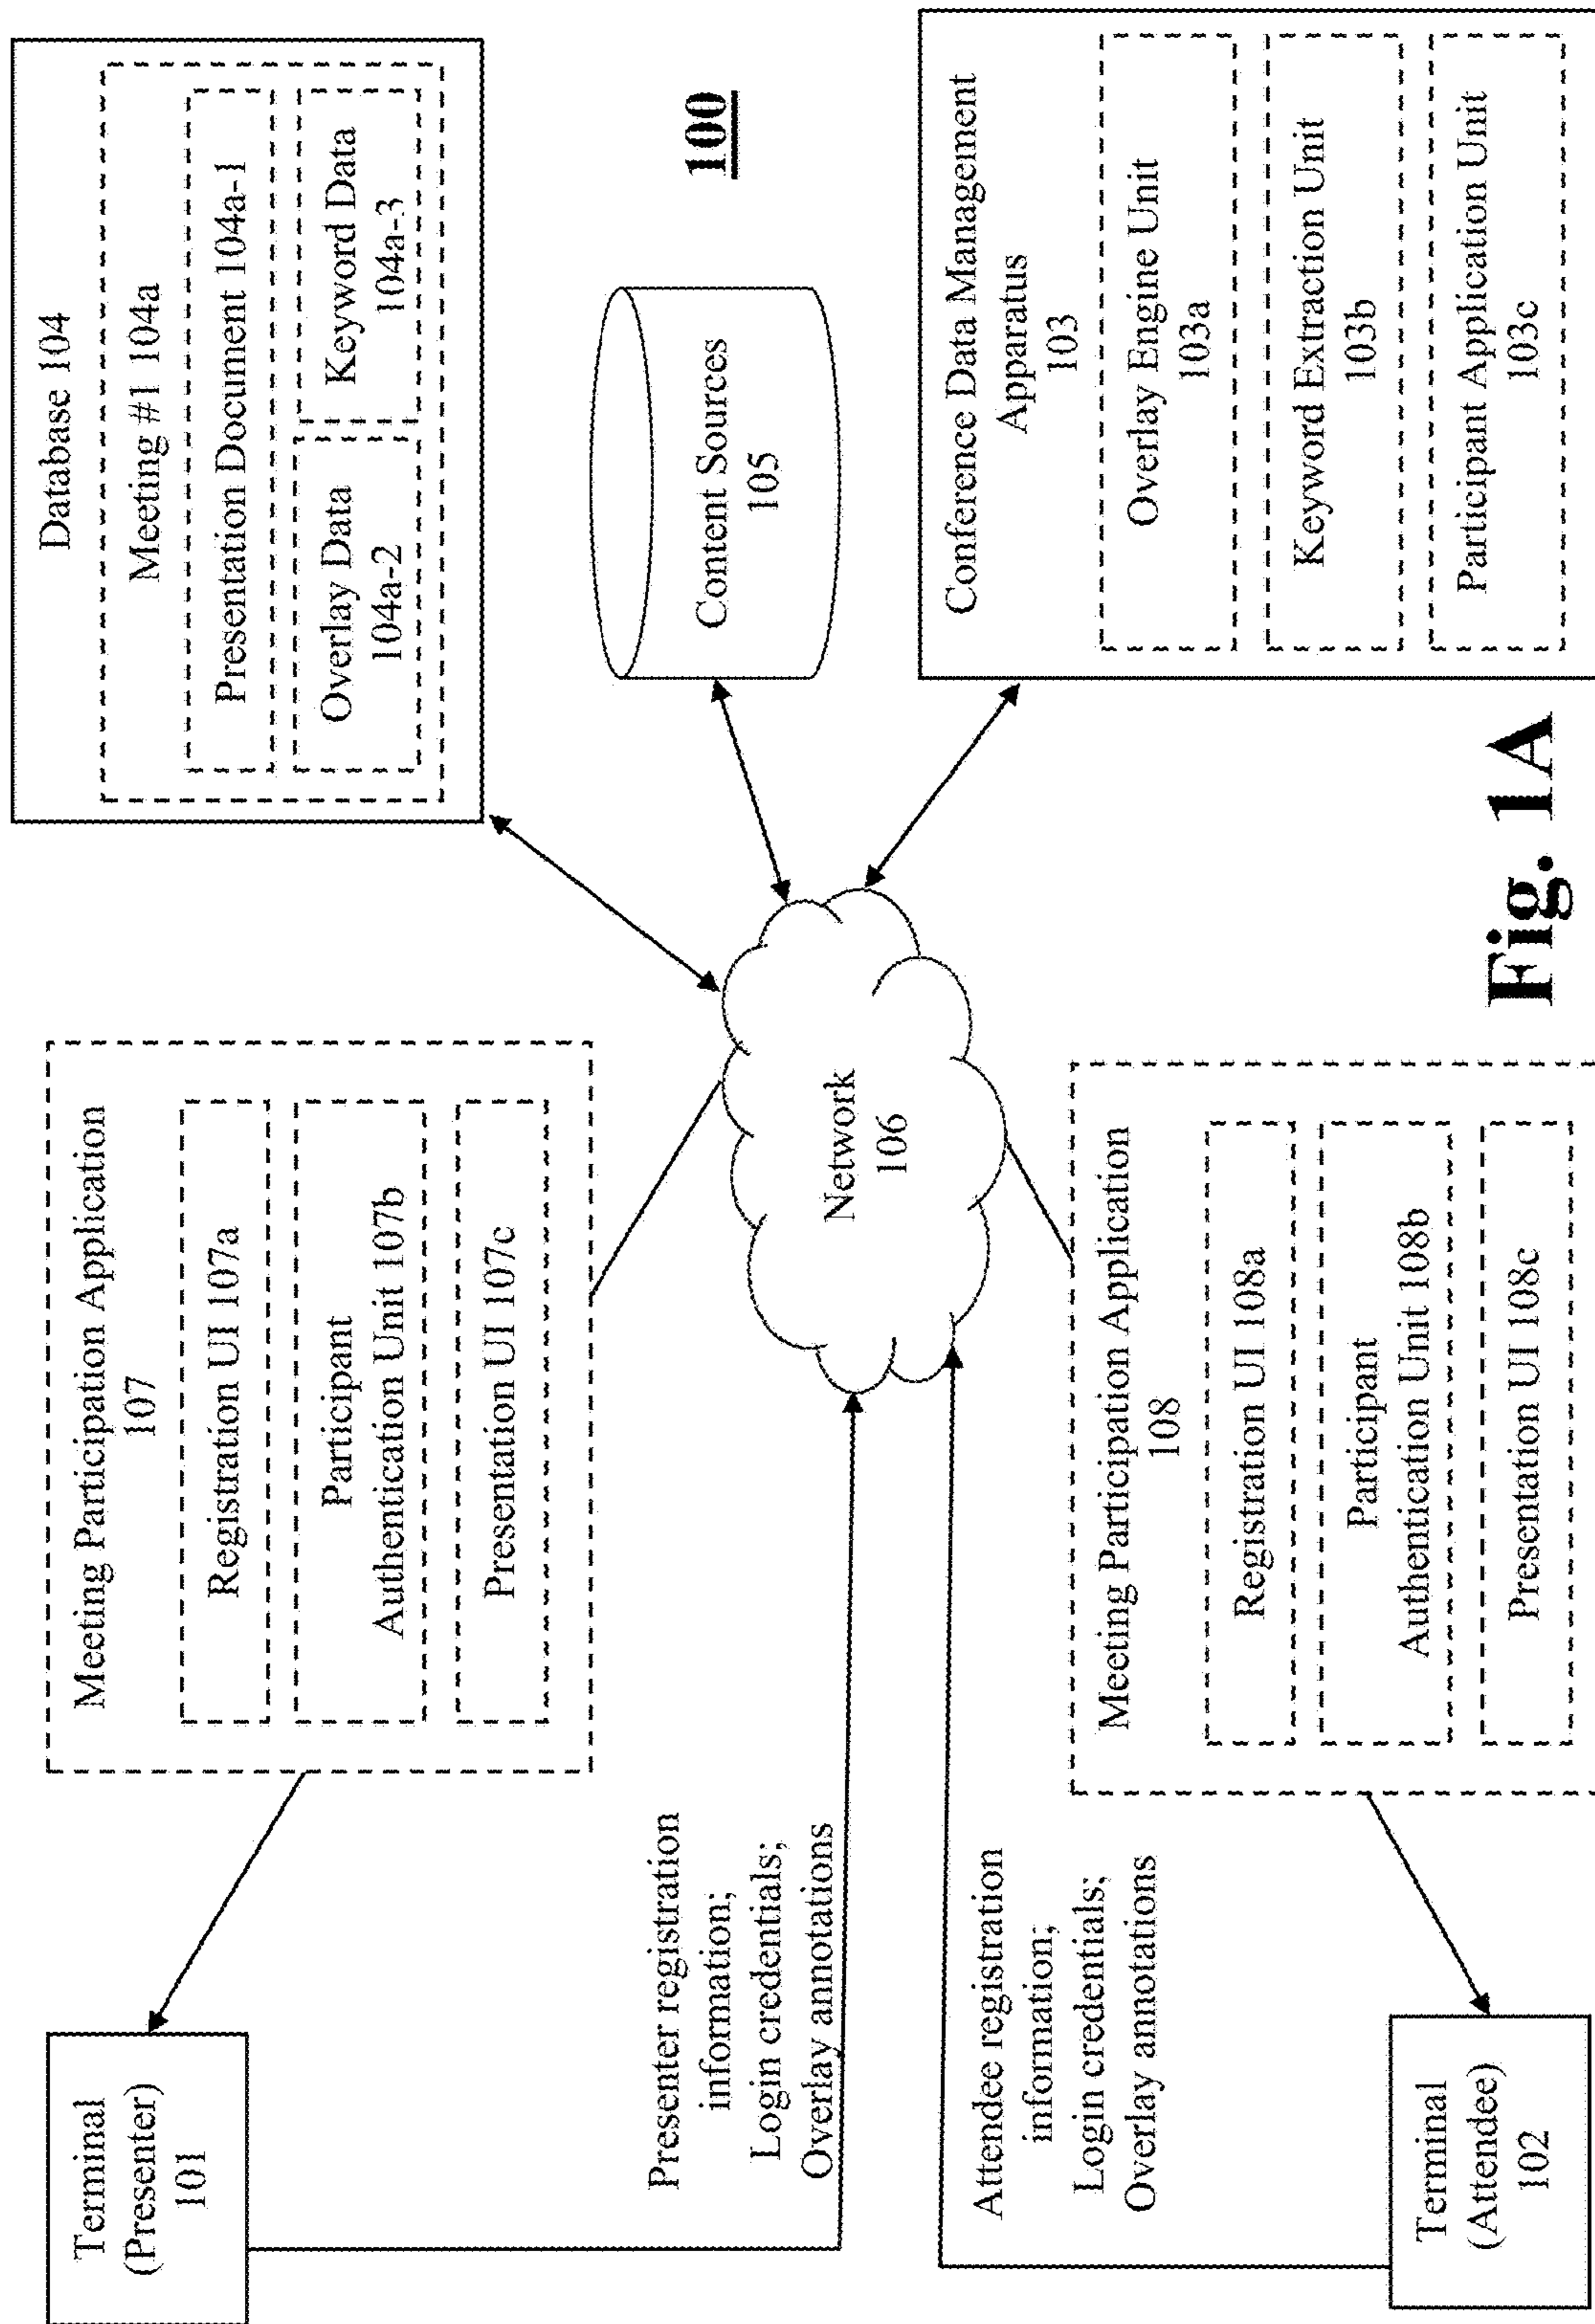 Terminal
(Presenter)
101
Meeting Participation Application
107
Registration UI 107a
Participant
Authentication Unit 107b
Presentation UI 107c
Database 104
Meeting #1 104a
Presentation Document 104a-1
Overlay Data
104a-2
Keyword Data
104a-3
Presenter registration
information;
Login credentials;
Overlay annotations
Network
106
Content Sources
105
100
Attendee registration
information;
Login credentials;
Overlay annotations
Terminal
(Attendee)
102
Meeting Participation Application
108
Registration UI 108a
Participant
Authentication Unit 108b
Presentation UI 108c
Conference Data Management
Apparatus
103
Overlay Engine Unit
103a
Keyword Extraction Unit
103b
Participant Application Unit
103c
Fig. 1A